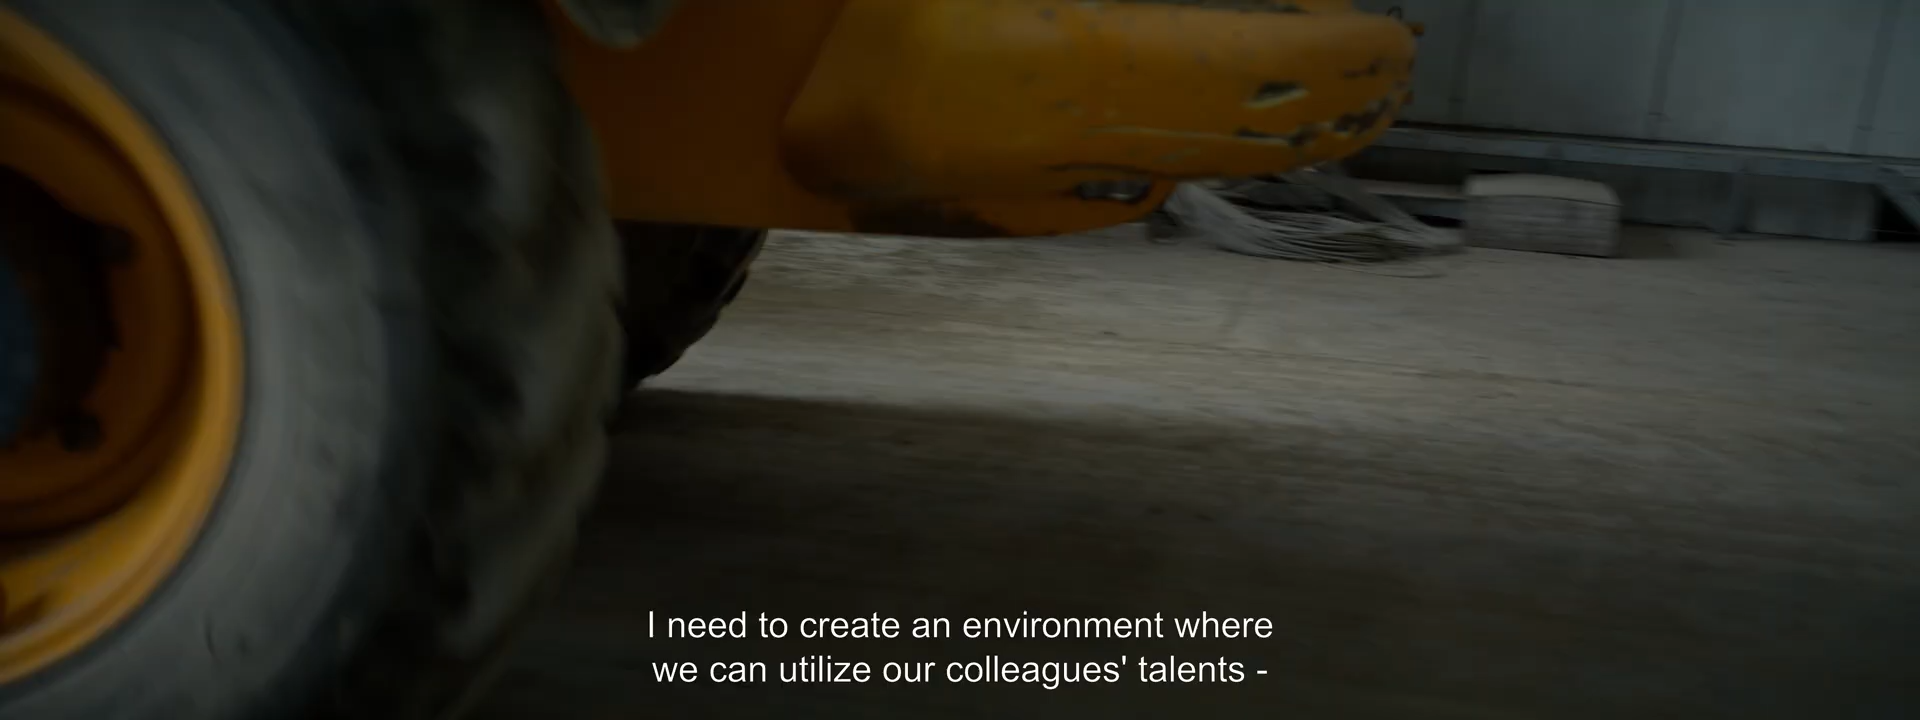 I need to create an environment where
we can utilize our colleagues' talents -